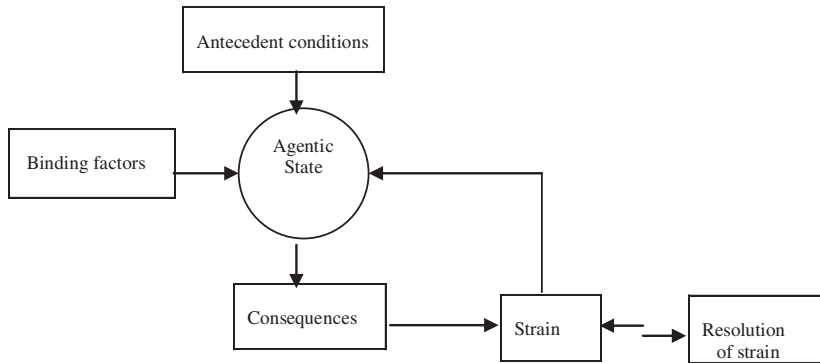 Antecedent conditions
Agentic
State
Binding factors
Consequences
Strain
Resolution
of strain